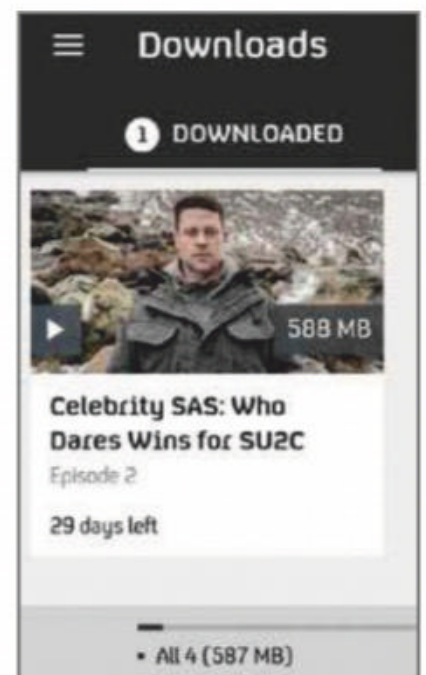 Downloads
1 DOWNLOADED
588 MB
Celebrity SAS: Who
Dares Wins for SU2C
Episode 2
29 days left
• All 4 (587 MB)